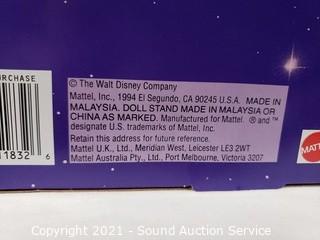 URCHASE
© The Walt Disney Company
Mattel, Inc., 1994 El Segundo, CA 90245 U.S.A. MADE IN
MALAYSIA. DOLL STAND MADE IN MALAYSIA OR
CHINA AS MARKED. Manufactured for Mattel. ® and ™
designate U.S. trademarks of Mattel, Inc.
Retain this address for future reference.
Mattel U.K., Ltd., Meridian West, Leicester LE3 2WT
Mattel Australia Pty., Ltd., Port Melbourne, Victoria 3207
11832 6
MATT
Copyright 2021 - Sound Auction Service